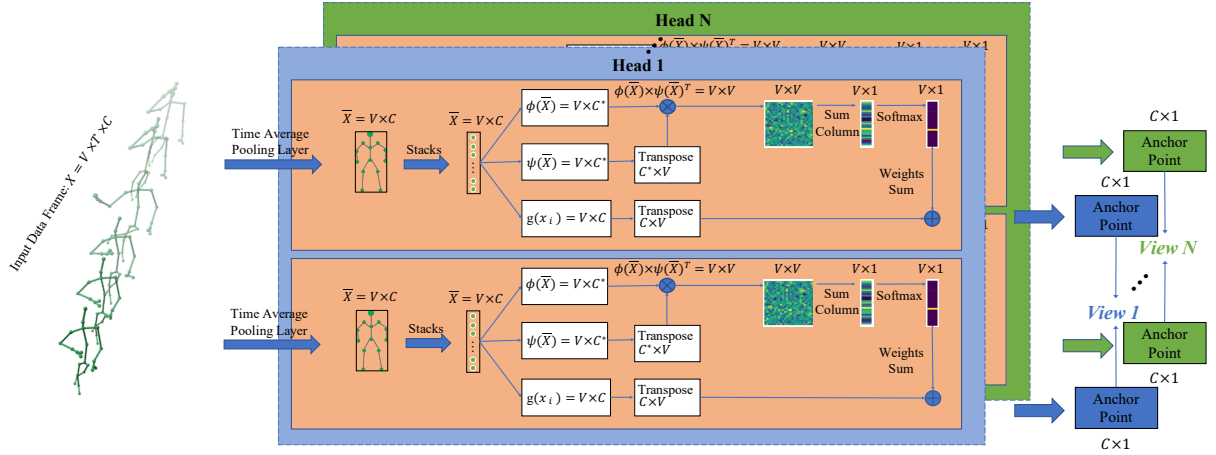 Head N
ϕ(X̅)×ψ(X̅)ᵀ = V×V
V×V
V×1
V×1
Head 1
Input Data Frame: X = V×T×C
Time Average
Pooling Layer
X̅ = V×C
Stacks
X̅ = V×C
ϕ(X̅) = V×C*
ψ(X̅) = V×C*
g(x i) = V×C
ϕ(X̅)×ψ(X̅)ᵀ = V×V
Transpose
C*×V
Transpose
C×V
V×V
Sum
Column
V×1
Softmax
V×1
Weights
Sum
Time Average
Pooling Layer
X̅ = V×C
Stacks
X̅ = V×C
ϕ(X̅) = V×C*
ψ(X̅) = V×C*
g(x i) = V×C
ϕ(X̅)×ψ(X̅)ᵀ = V×V
Transpose
C*×V
Transpose
C×V
V×V
Sum
Column
V×1
Softmax
V×1
Weights
Sum
C×1
Anchor
Point
C×1
Anchor
Point
View N
View 1
Anchor
Point
C×1
Anchor
Point
C×1